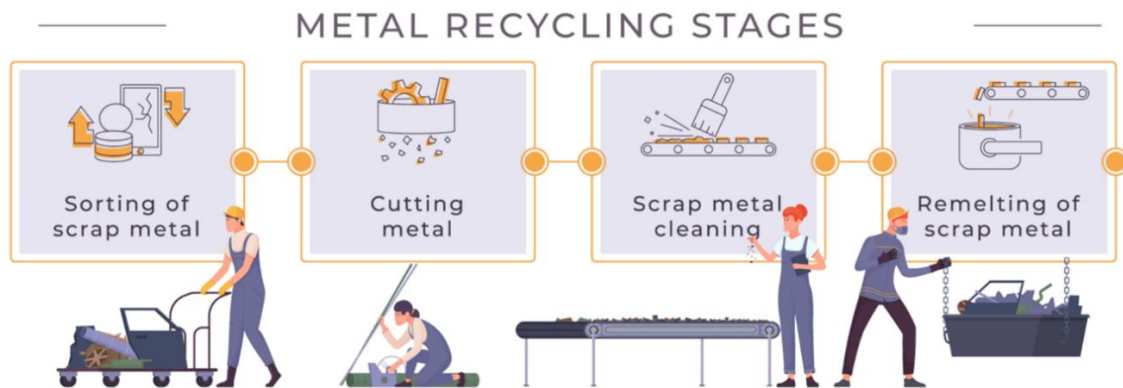 METAL RECYCLING STAGES
Sorting of
scrap metal
Cutting
metal
Scrap metal
cleaning
Remelting of
scrap metal